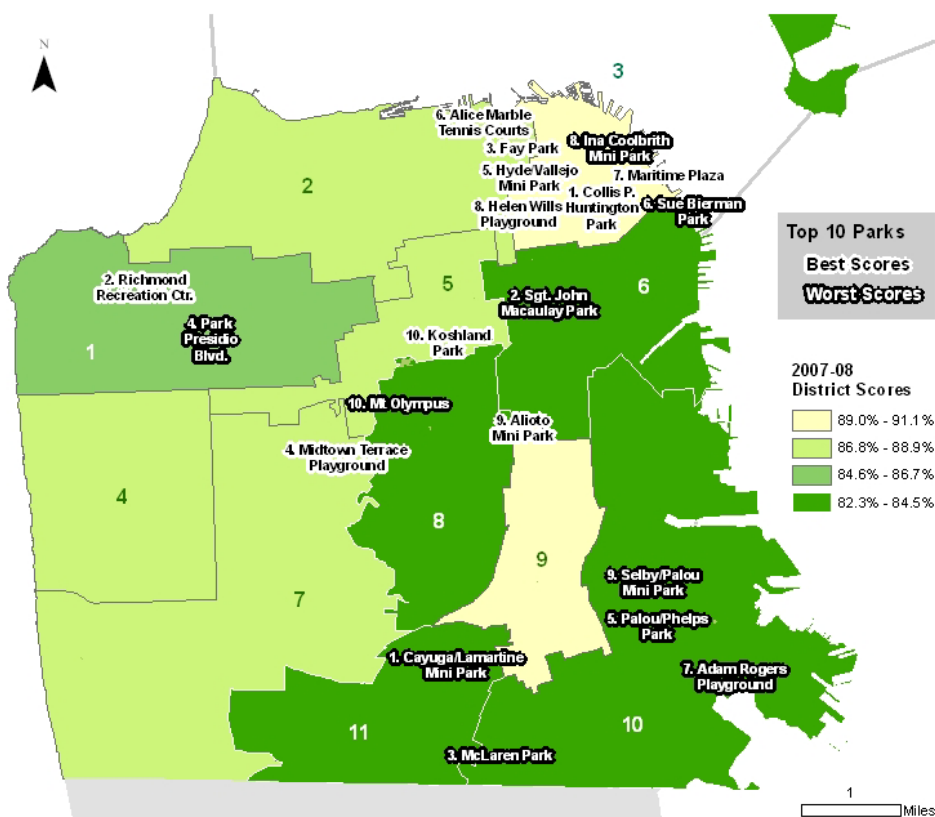 N
3
6. Alice Marble
Tennis Courts
3. Fay Park
8. Ina Coolbrith
Mini Park
5. Hyde/Vallejo
Mini Park
7. Maritime Plaza
2
1. Collis P.
Huntington
Park
8. Helen Wills
Playground
6. Sue Bierman
Park
Top 10 Parks
Best Scores
Worst Scores
2. Richmond
Recreation Ctr.
5
6
2. Sgt. John
Macaulay Park
4. Park
Presidio
Blvd.
1
10. Koshland
Park
2007-08
District Scores
89.0% - 91.1%
86.8% - 88.9%
84.6% - 86.7%
82.3% - 84.5%
10. Mt Olympus
9. Alioto
Mini Park
4. Midtown Terrace
Playground
4
8
9
7
9. Selby/Palou
Mini Park
5. Palou/Phelps
Park
1. Cayuga/Lamartine
Mini Park
7. Adam Rogers
Playground
11
10
3. McLaren Park
1
Miles